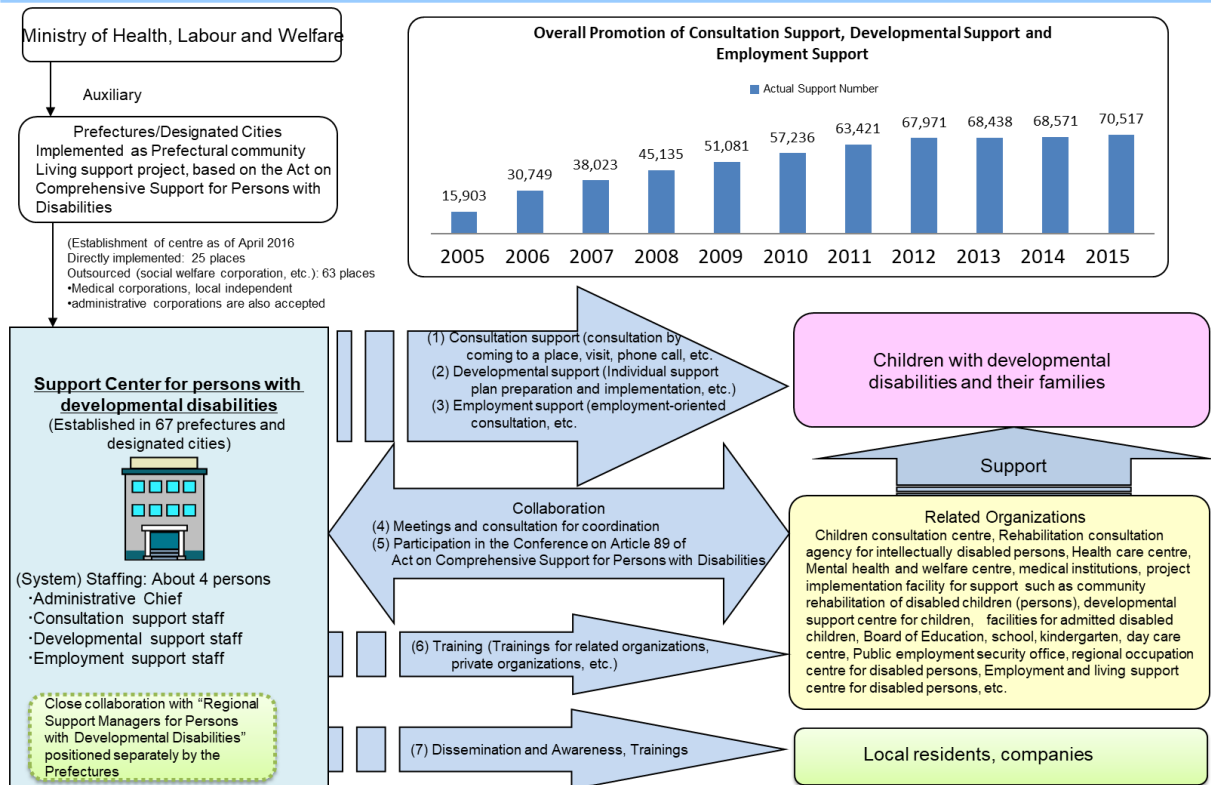 Ministry of Health, Labour and Welfare
Auxiliary
Prefectures/Designated Cities
Implemented as Prefectural community
Living support project, based on the Act on
Comprehensive Support for Persons with
Disabilities
(Establishment of centre as of April 2016
Directly implemented: 25 places
Outsourced (social welfare corporation, etc.): 63 places
•Medical corporations, local independent
•administrative corporations are also accepted
Overall Promotion of Consultation Support, Developmental Support and
Employment Support
Actual Support Number
15,903 30,749 38,023 45,135 51,081 57,236 63,421 67,971 68,438 68,571 70,517
2005 2006 2007 2008 2009 2010 2011 2012 2013 2014 2015
Support Center for persons with
developmental disabilities
(Established in 67 prefectures and
designated cities)
(System) Staffing: About 4 persons
･Administrative Chief
･Consultation support staff
･Developmental support staff
･Employment support staff
Close collaboration with "Regional
Support Managers for Persons
with Developmental Disabilities"
positioned separately by the
Prefectures
(1) Consultation support (consultation by
coming to a place, visit, phone call, etc.
(2) Developmental support (Individual support
plan preparation and implementation, etc.)
(3) Employment support (employment-oriented
consultation, etc.
Collaboration
(4) Meetings and consultation for coordination
(5) Participation in the Conference on Article 89 of
Act on Comprehensive Support for Persons with Disabilities
(6) Training (Trainings for related organizations,
private organizations, etc.)
(7) Dissemination and Awareness, Trainings
Children with developmental
disabilities and their families
Support
Related Organizations
Children consultation centre, Rehabilitation consultation
agency for intellectually disabled persons, Health care centre,
Mental health and welfare centre, medical institutions, project
implementation facility for support such as community
rehabilitation of disabled children (persons), developmental
support centre for children, facilities for admitted disabled
children, Board of Education, school, kindergarten, day care
centre, Public employment security office, regional occupation
centre for disabled persons, Employment and living support
centre for disabled persons, etc.
Local residents, companies